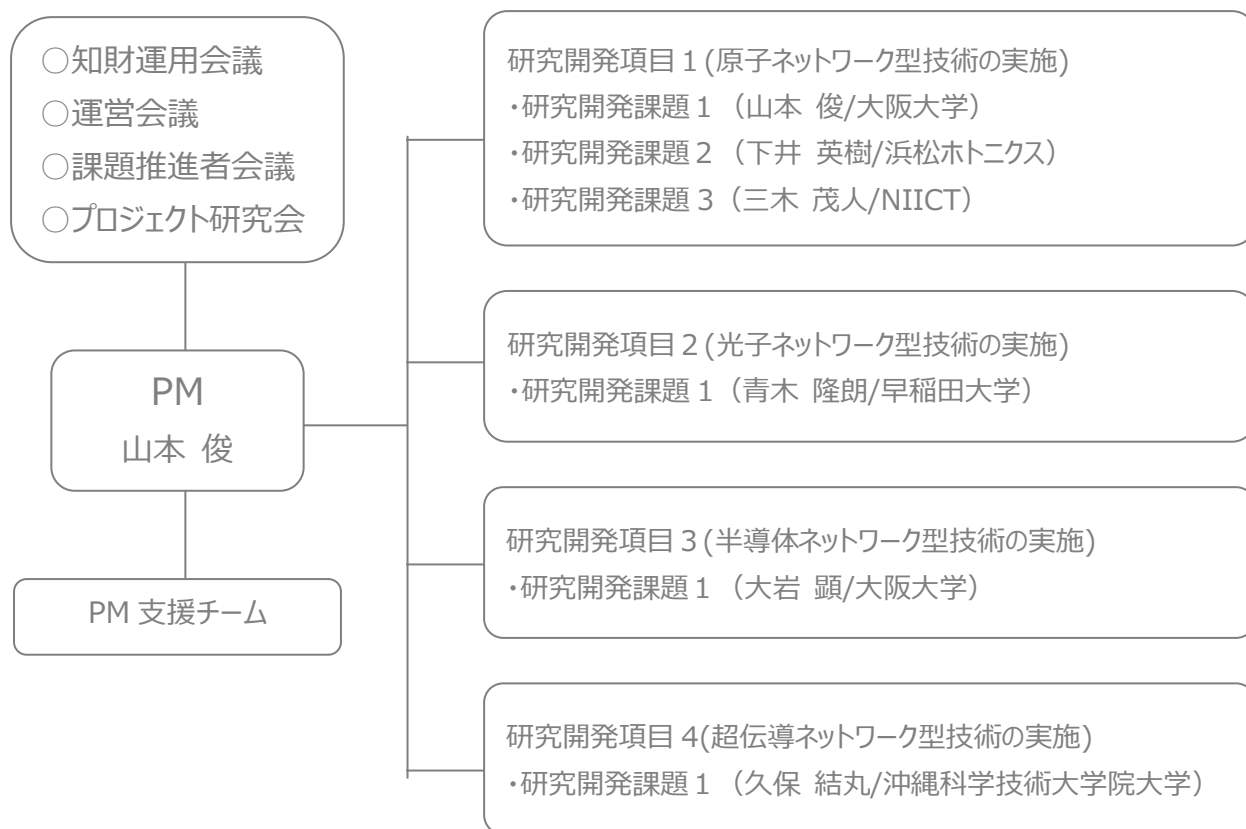 ○知財運用会議
○運営会議
○課題推進者会議
○プロジェクト研究会
PM
山本 俊
PM 支援チーム
研究開発項目1(原子ネットワーク型技術の実施)
・研究開発課題1（山本 俊/大阪大学）
・研究開発課題2（下井 英樹/浜松ホトニクス）
・研究開発課題3（三木 茂人/NIICT）
研究開発項目2(光子ネットワーク型技術の実施)
・研究開発課題1（青木 隆朗/早稲田大学）
研究開発項目3(半導体ネットワーク型技術の実施)
・研究開発課題1（大岩 顕/大阪大学）
研究開発項目4(超伝導ネットワーク型技術の実施)
・研究開発課題1（久保 結丸/沖縄科学技術大学院大学）